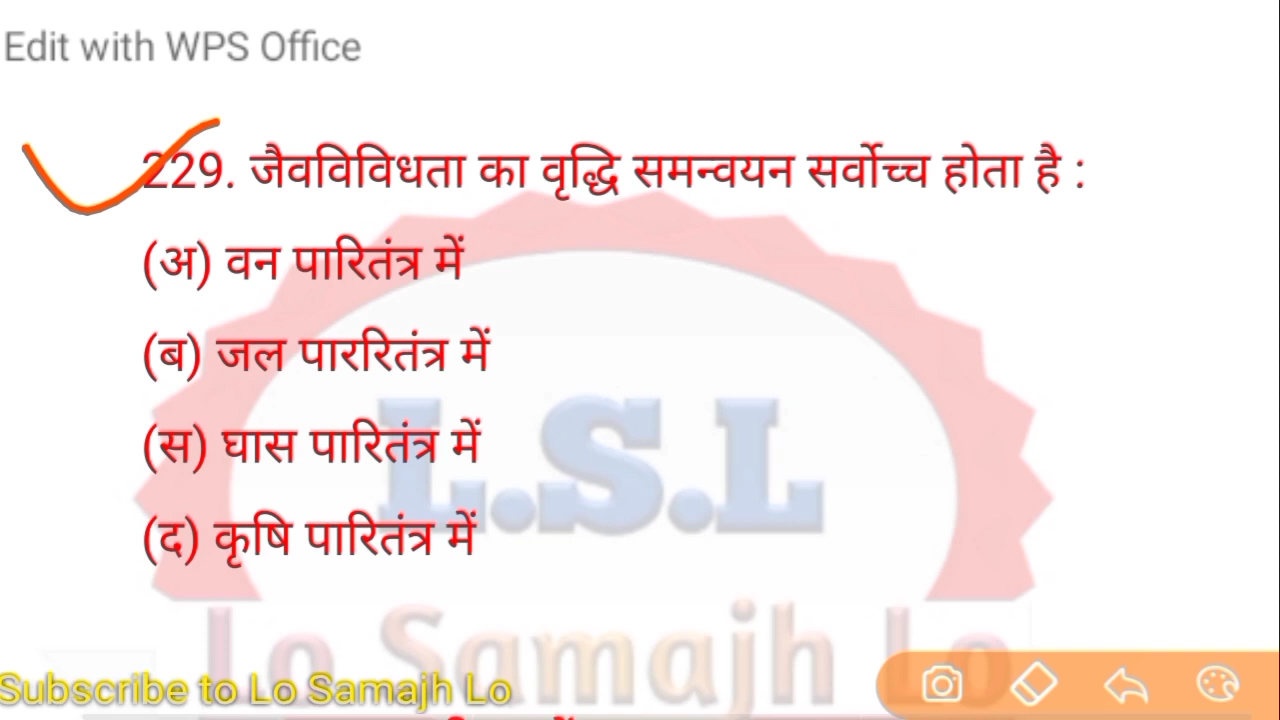 Edit with WPS Office
229. जैवविविधता का वृद्धि समन्वयन सर्वोच्च होता है :
(अ) वन पारितंत्र में
(ब) जल पाररितंत्र में
(स) घास पारितंत्र में
(द) कृषि पारितंत्र में
L.S.L
Lo Samajh Lo
Subscribe to Lo Samajh Lo